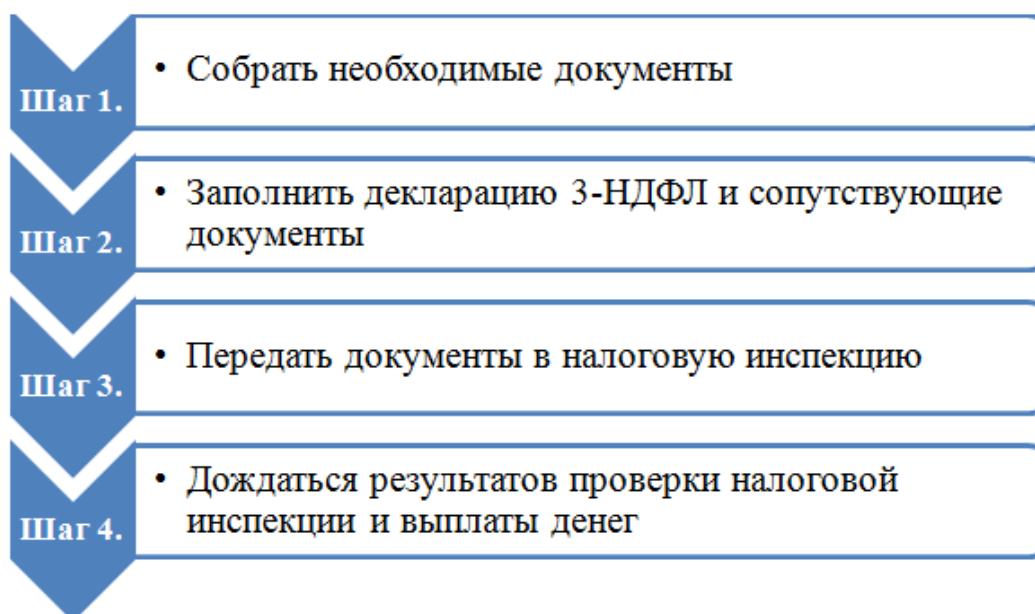 Шаг 1.
• Собрать необходимые документы
Шаг 2.
• Заполнить декларацию 3-НДФЛ и сопутствующие
документы
Шаг 3.
• Передать документы в налоговую инспекцию
Шаг 4.
• Дождаться результатов проверки налоговой
инспекции и выплаты денег